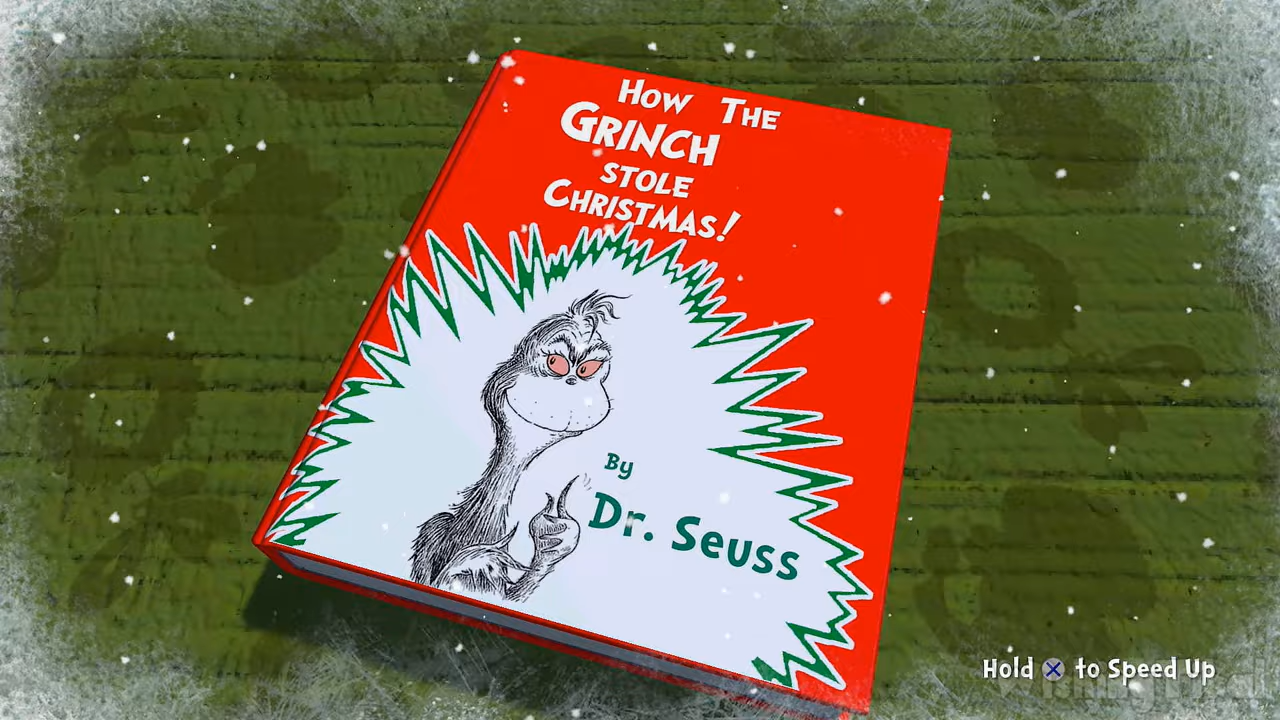 How The
Grinch
stole
Christmas!
By
Dr. Seuss
Hold ⓧ to Speed Up